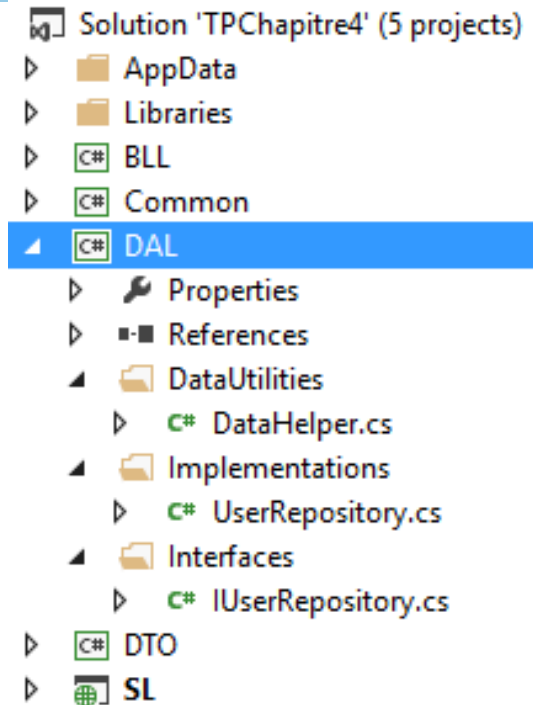 Solution 'TPChapitre4' (5 projects)
AppData
Libraries
C# BLL
C# Common
C# DAL
Properties
References
DataUtilities
C# DataHelper.cs
Implementations
C# UserRepository.cs
Interfaces
C# IUserRepository.cs
C# DTO
SL